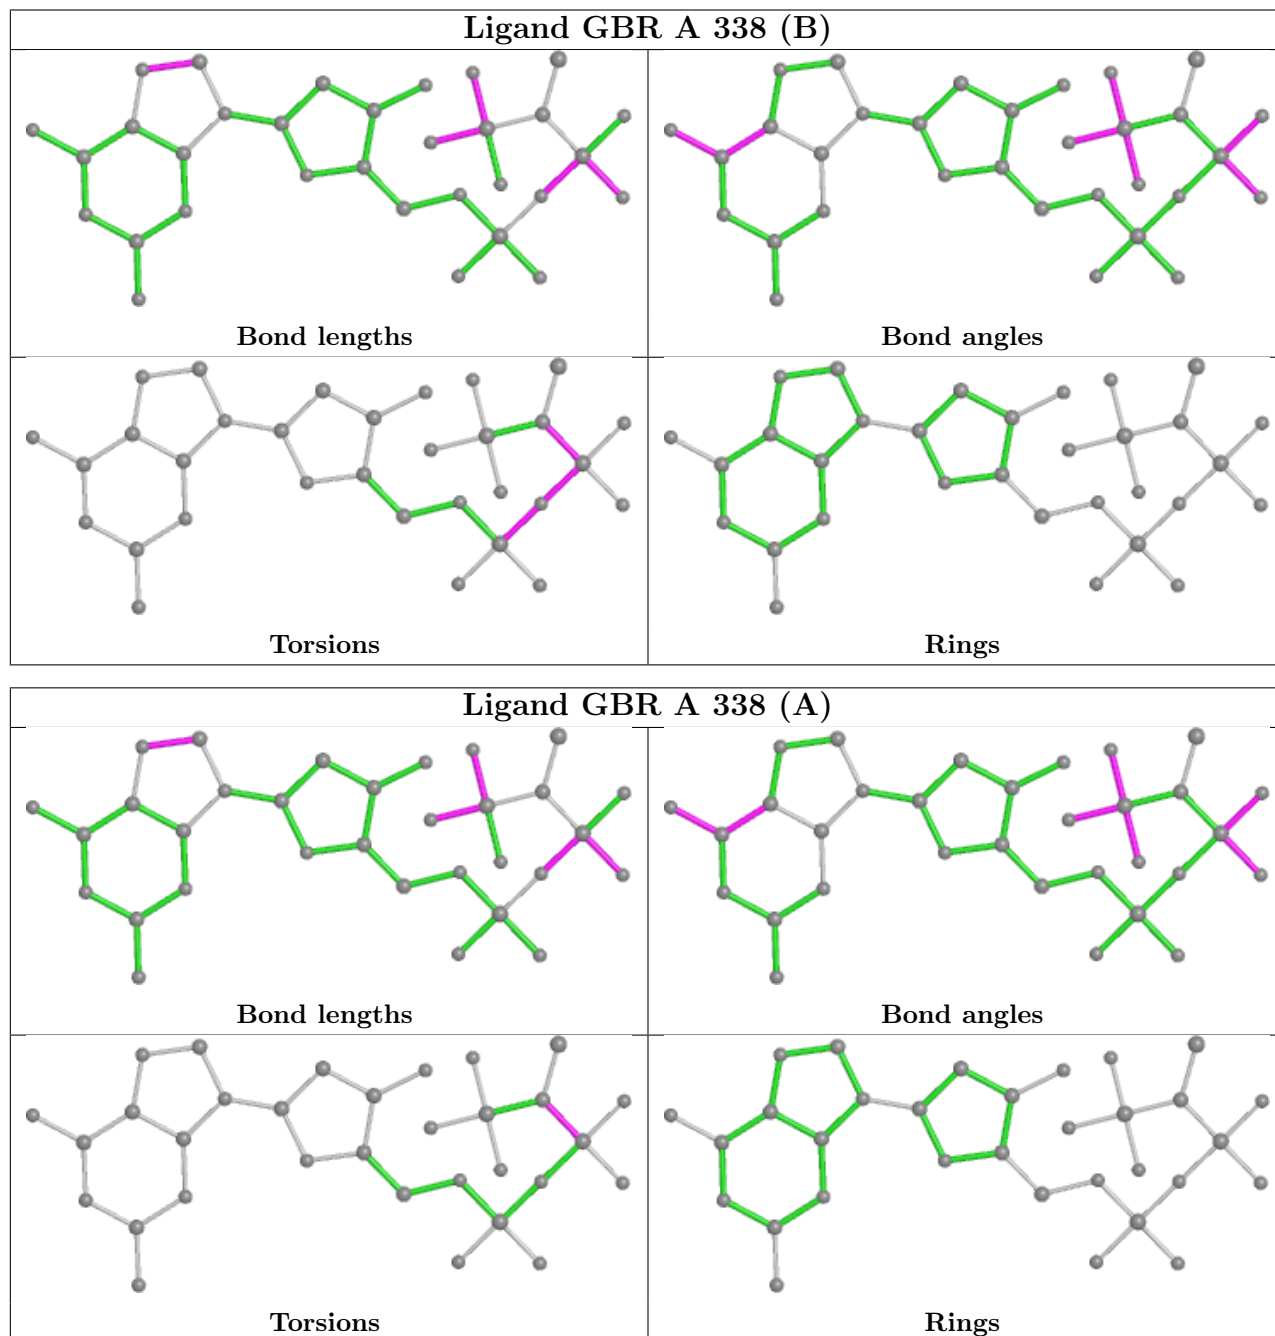 Ligand GBR A 338 (B)
Bond lengths
Bond angles
Torsions
Rings
Ligand GBR A 338 (A)
Bond lengths
Bond angles
Torsions
Rings